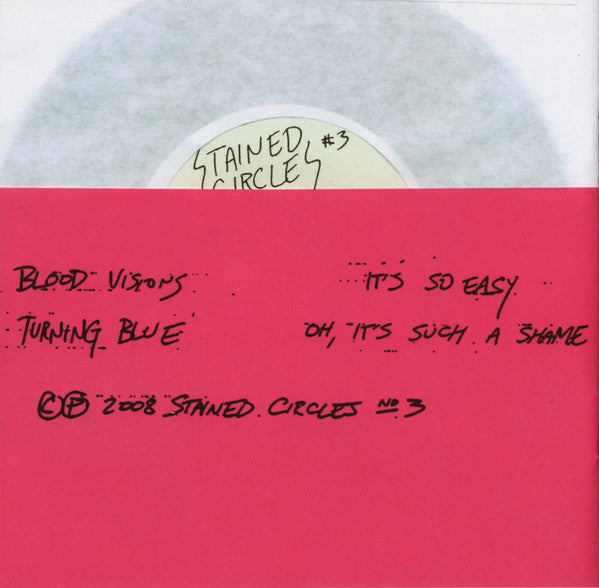 STAINED #3
CIRCLES
BLOOD VISIONS
IT'S SO EASY
TURNING BLUE
OH, IT'S SUCH A SHAME
©℗ 2008 STAINED CIRCLES No 3